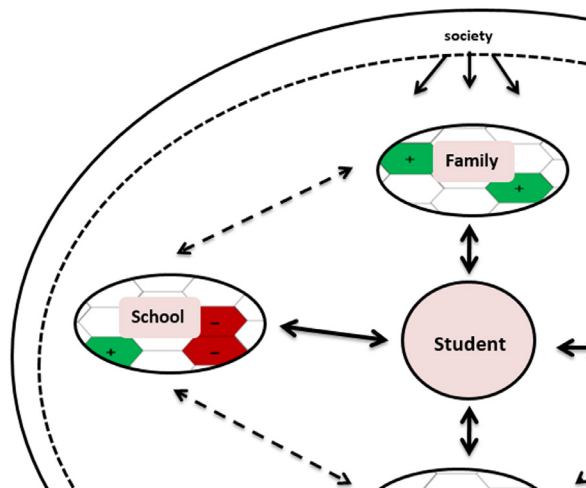 society
+
Family
+
School
-
+
-
Student